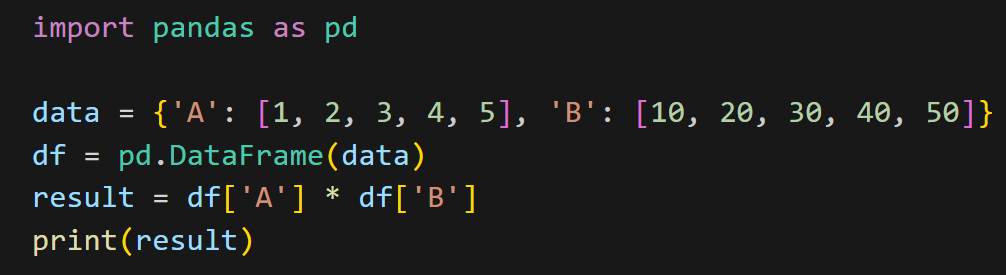 import pandas as pd
data = {'A': [1, 2, 3, 4, 5], 'B': [10, 20, 30, 40, 50]}
df = pd.DataFrame(data)
result = df['A'] * df['B']
print(result)